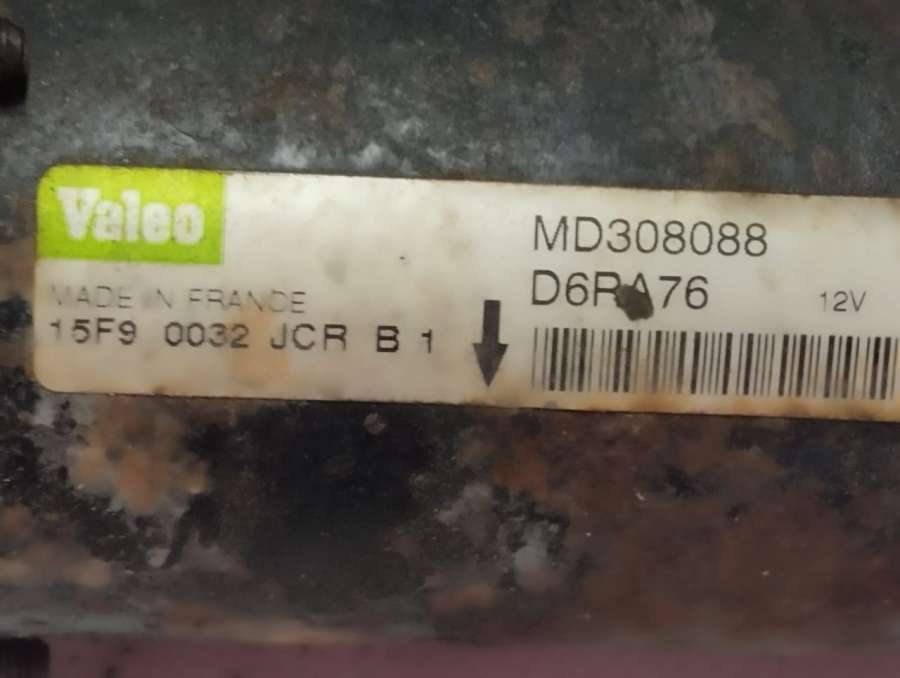 Valeo
MADE IN FRANCE
15F9 0032 JCR B 1
MD308088
D6RA76
12V